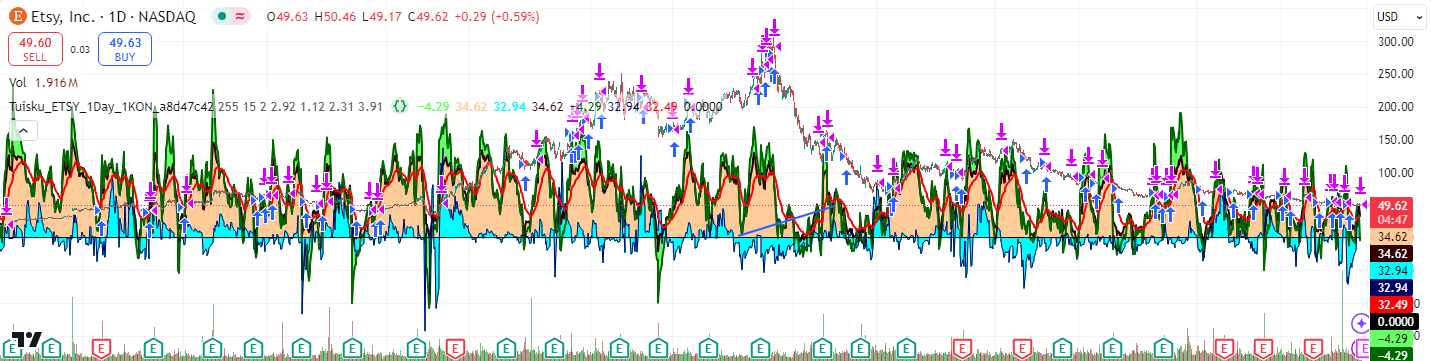 E Etsy, Inc. · 1D · NASDAQ ≈ O49.63 H50.46 L49.17 C49.62 +0.29 (+0.59%)
USD
49.60 SELL 0.03 49.63 BUY
Vol 1.916M
Tuisku_ETSY_1Day_1KON_a8d47c42 255 15 2 2.92 1.12 2.31 3.91 {} −4.29 34.62 32.94 34.62 −4.29 32.94 32.49 0.0000
300.00
250.00
200.00
150.00
100.00
49.62
04:47
34.62
34.62
32.94
32.94
32.49
0.0000
−4.29
−4.29
E E E E E E E E E E E E E E E E E E E E E E E E E E E